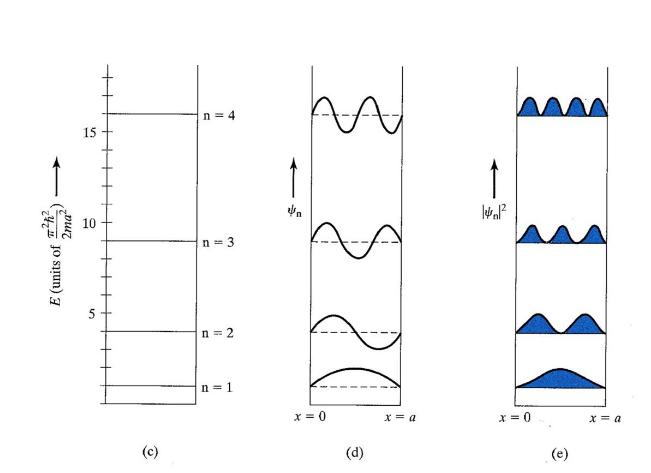 n = 4
15
10
n = 3
5
n = 2
n = 1
E (units of π²ħ²/2ma²)
(c)
ψn
x = 0
x = a
(d)
|ψn|²
x = 0
x = a
(e)